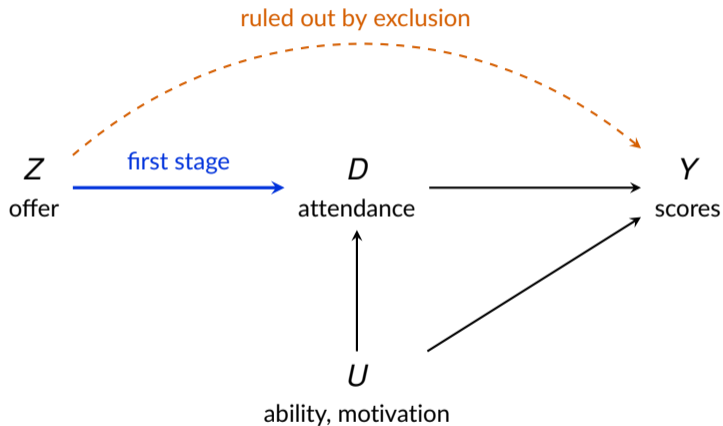 ruled out by exclusion
Z
first stage
D
Y
offer
attendance
scores
U
ability, motivation